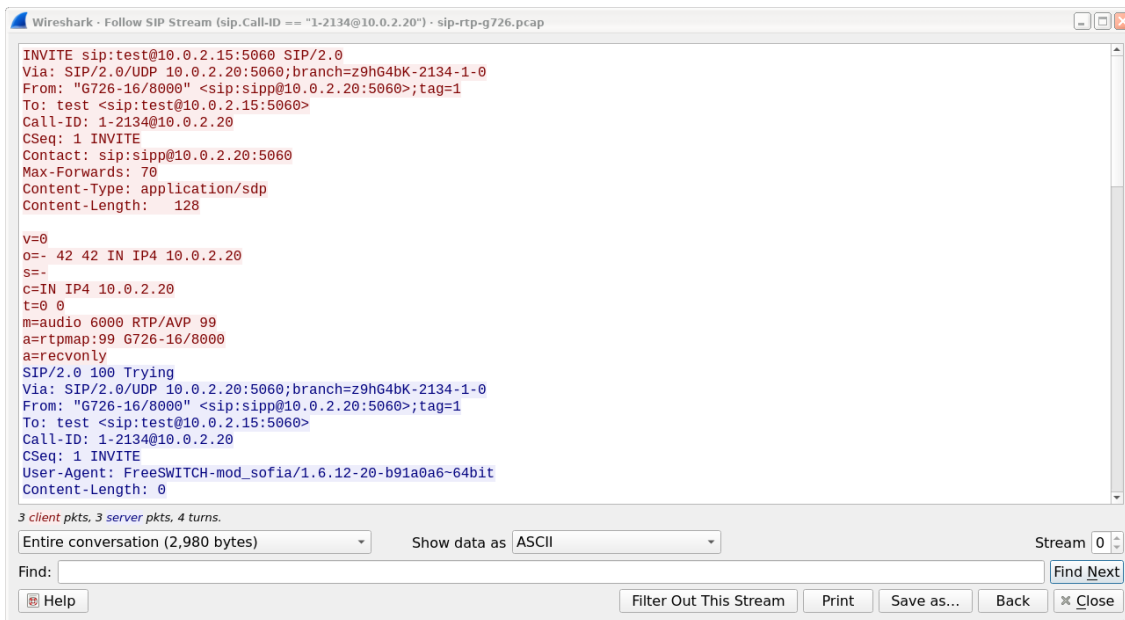 Wireshark · Follow SIP Stream (sip.Call-ID == "1-2134@10.0.2.20") · sip-rtp-g726.pcap
INVITE sip:test@10.0.2.15:5060 SIP/2.0
Via: SIP/2.0/UDP 10.0.2.20:5060;branch=z9hG4bK-2134-1-0
From: "G726-16/8000" <sip:sipp@10.0.2.20:5060>;tag=1
To: test <sip:test@10.0.2.15:5060>
Call-ID: 1-2134@10.0.2.20
CSeq: 1 INVITE
Contact: sip:sipp@10.0.2.20:5060
Max-Forwards: 70
Content-Type: application/sdp
Content-Length:   128
v=0
o=- 42 42 IN IP4 10.0.2.20
s=-
c=IN IP4 10.0.2.20
t=0 0
m=audio 6000 RTP/AVP 99
a=rtpmap:99 G726-16/8000
a=recvonly
SIP/2.0 100 Trying
Via: SIP/2.0/UDP 10.0.2.20:5060;branch=z9hG4bK-2134-1-0
From: "G726-16/8000" <sip:sipp@10.0.2.20:5060>;tag=1
To: test <sip:test@10.0.2.15:5060>
Call-ID: 1-2134@10.0.2.20
CSeq: 1 INVITE
User-Agent: FreeSWITCH-mod_sofia/1.6.12-20-b91a0a6~64bit
Content-Length: 0
3 client pkts, 3 server pkts, 4 turns.
Entire conversation (2,980 bytes) Show data as ASCII Stream 0
Find: Find Next
Help Filter Out This Stream Print Save as... Back Close